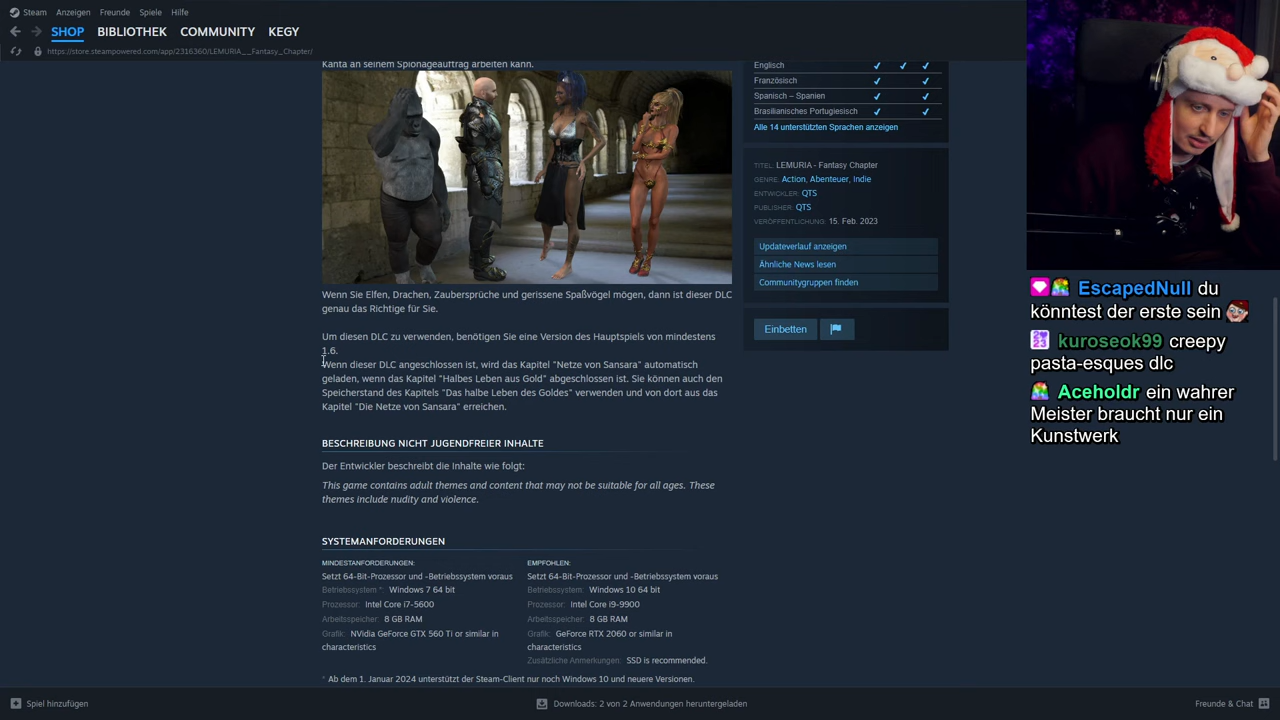 Steam Anzeigen Freunde Spiele Hilfe
SHOP BIBLIOTHEK COMMUNITY KEGY
https://store.steampowered.com/app/2316360/LEMURIA__Fantasy_Chapter/
Kanta an seinem Spionageauftrag arbeiten kann.
Wenn Sie Elfen, Drachen, Zaubersprüche und gerissene Spaßvögel mögen, dann ist dieser DLC
genau das Richtige für Sie.
Um diesen DLC zu verwenden, benötigen Sie eine Version des Hauptspiels von mindestens
1.6.
Wenn dieser DLC angeschlossen ist, wird das Kapitel "Netze von Sansara" automatisch
geladen, wenn das Kapitel "Halbes Leben aus Gold" abgeschlossen ist. Sie können auch den
Speicherstand des Kapitels "Das halbe Leben des Goldes" verwenden und von dort aus das
Kapitel "Die Netze von Sansara" erreichen.
BESCHREIBUNG NICHT JUGENDFREIER INHALTE
Der Entwickler beschreibt die Inhalte wie folgt:
This game contains adult themes and content that may not be suitable for all ages. These
themes include nudity and violence.
SYSTEMANFORDERUNGEN
MINDESTANFORDERUNGEN:
Setzt 64-Bit-Prozessor und -Betriebssystem voraus
Betriebssystem *: Windows 7 64 bit
Prozessor: Intel Core i7-5600
Arbeitsspeicher: 8 GB RAM
Grafik: NVidia GeForce GTX 560 Ti or similar in
characteristics
EMPFOHLEN:
Setzt 64-Bit-Prozessor und -Betriebssystem voraus
Betriebssystem: Windows 10 64 bit
Prozessor: Intel Core i9-9900
Arbeitsspeicher: 8 GB RAM
Grafik: GeForce RTX 2060 or similar in
characteristics
Zusätzliche Anmerkungen: SSD is recommended.
* Ab dem 1. Januar 2024 unterstützt der Steam-Client nur noch Windows 10 und neuere Versionen.
Englisch ✓ ✓ ✓
Französisch ✓ ✓
Spanisch – Spanien ✓ ✓
Brasilianisches Portugiesisch ✓ ✓
Alle 14 unterstützten Sprachen anzeigen
TITEL: LEMURIA - Fantasy Chapter
GENRE: Action, Abenteuer, Indie
ENTWICKLER: QTS
PUBLISHER: QTS
VERÖFFENTLICHUNG: 15. Feb. 2023
Updateverlauf anzeigen
Ähnliche News lesen
Communitygruppen finden
Einbetten
EscapedNull du
könntest der erste sein
kuroseok99 creepy
pasta-esques dlc
Aceholdr ein wahrer
Meister braucht nur ein
Kunstwerk
Spiel hinzufügen
Downloads: 2 von 2 Anwendungen heruntergeladen
Freunde & Chat